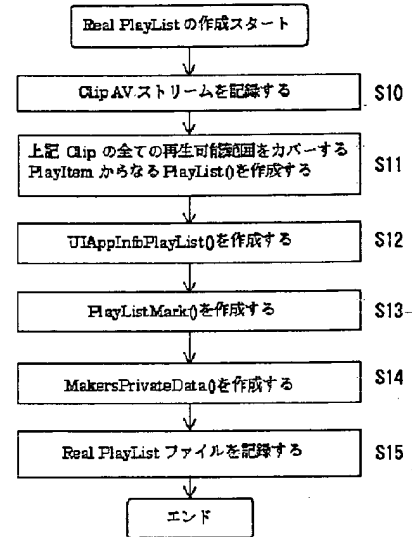 Real PlayList の作成スタート
Clip AV ストリームを記録する
S10
上記 Clip の全ての再生可能範囲をカバーする
PlayItem からなる PlayList()を作成する
S11
UIAppInfoPlayList()を作成する
S12
PlayListMark()を作成する
S13
MakersPrivateData()を作成する
S14
Real PlayList ファイルを記録する
S15
エンド